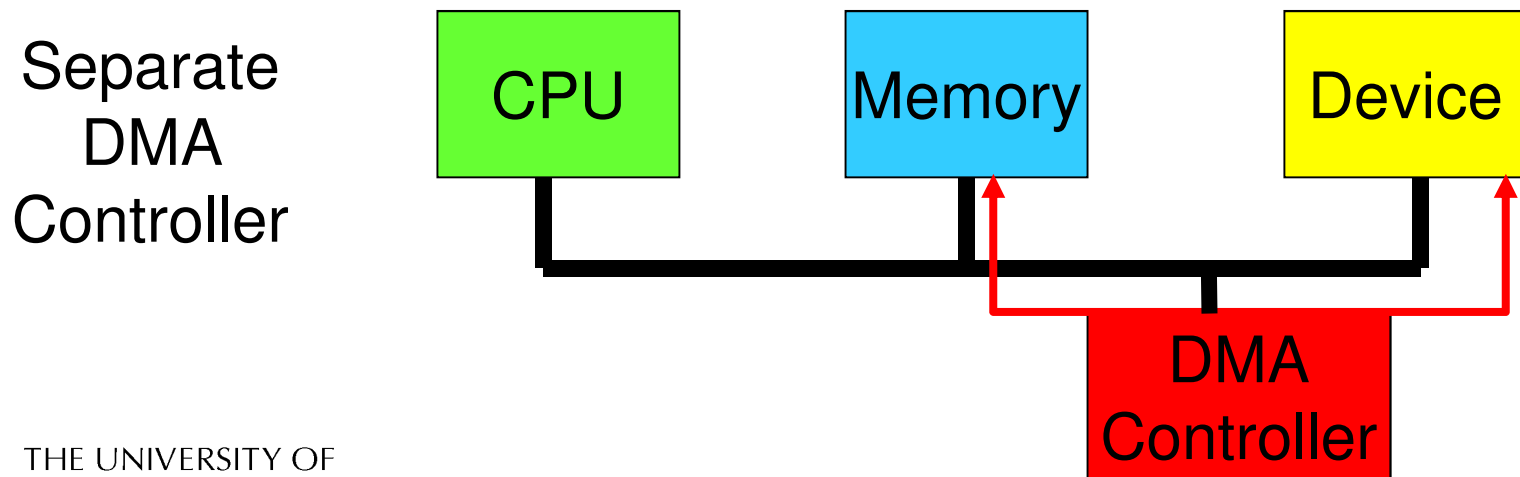 Separate
DMA
Controller
CPU
Memory
Device
DMA
Controller
THE UNIVERSITY OF